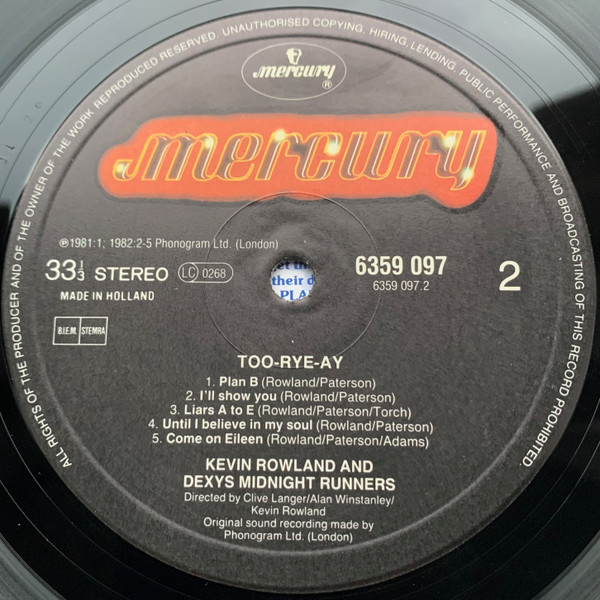 ALL RIGHTS OF THE PRODUCER AND OF THE OWNER OF THE WORK REPRODUCED RESERVED. UNAUTHORISED COPYING, HIRING, LENDING, PUBLIC PERFORMANCE AND BROADCASTING OF THIS RECORD PROHIBITED.
mercury
®
mercury
℗1981:1; 1982:2-5 Phonogram Ltd. (London)
33 1/3 STEREO LC 0268
6359 097
6359 097.2
2
MADE IN HOLLAND
B.I.E.M. STEMRA
their
PLA
TOO-RYE-AY
1. Plan B (Rowland/Paterson)
2. I'll show you (Rowland/Paterson)
3. Liars A to E (Rowland/Paterson/Torch)
4. Until I believe in my soul (Rowland/Paterson)
5. Come on Eileen (Rowland/Paterson/Adams)
KEVIN ROWLAND AND
DEXYS MIDNIGHT RUNNERS
Directed by Clive Langer/Alan Winstanley/
Kevin Rowland
Original sound recording made by
Phonogram Ltd. (London)